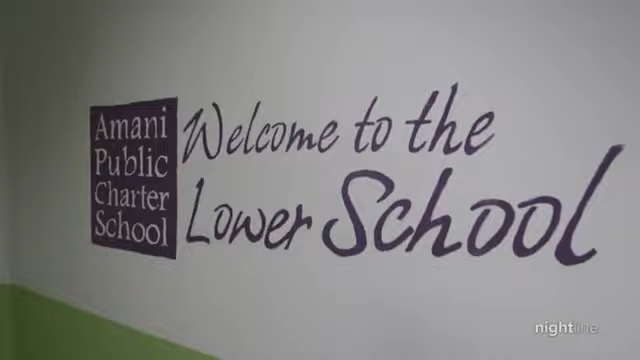 Amani
Public
Charter
School
Welcome to the
Lower School
nightline